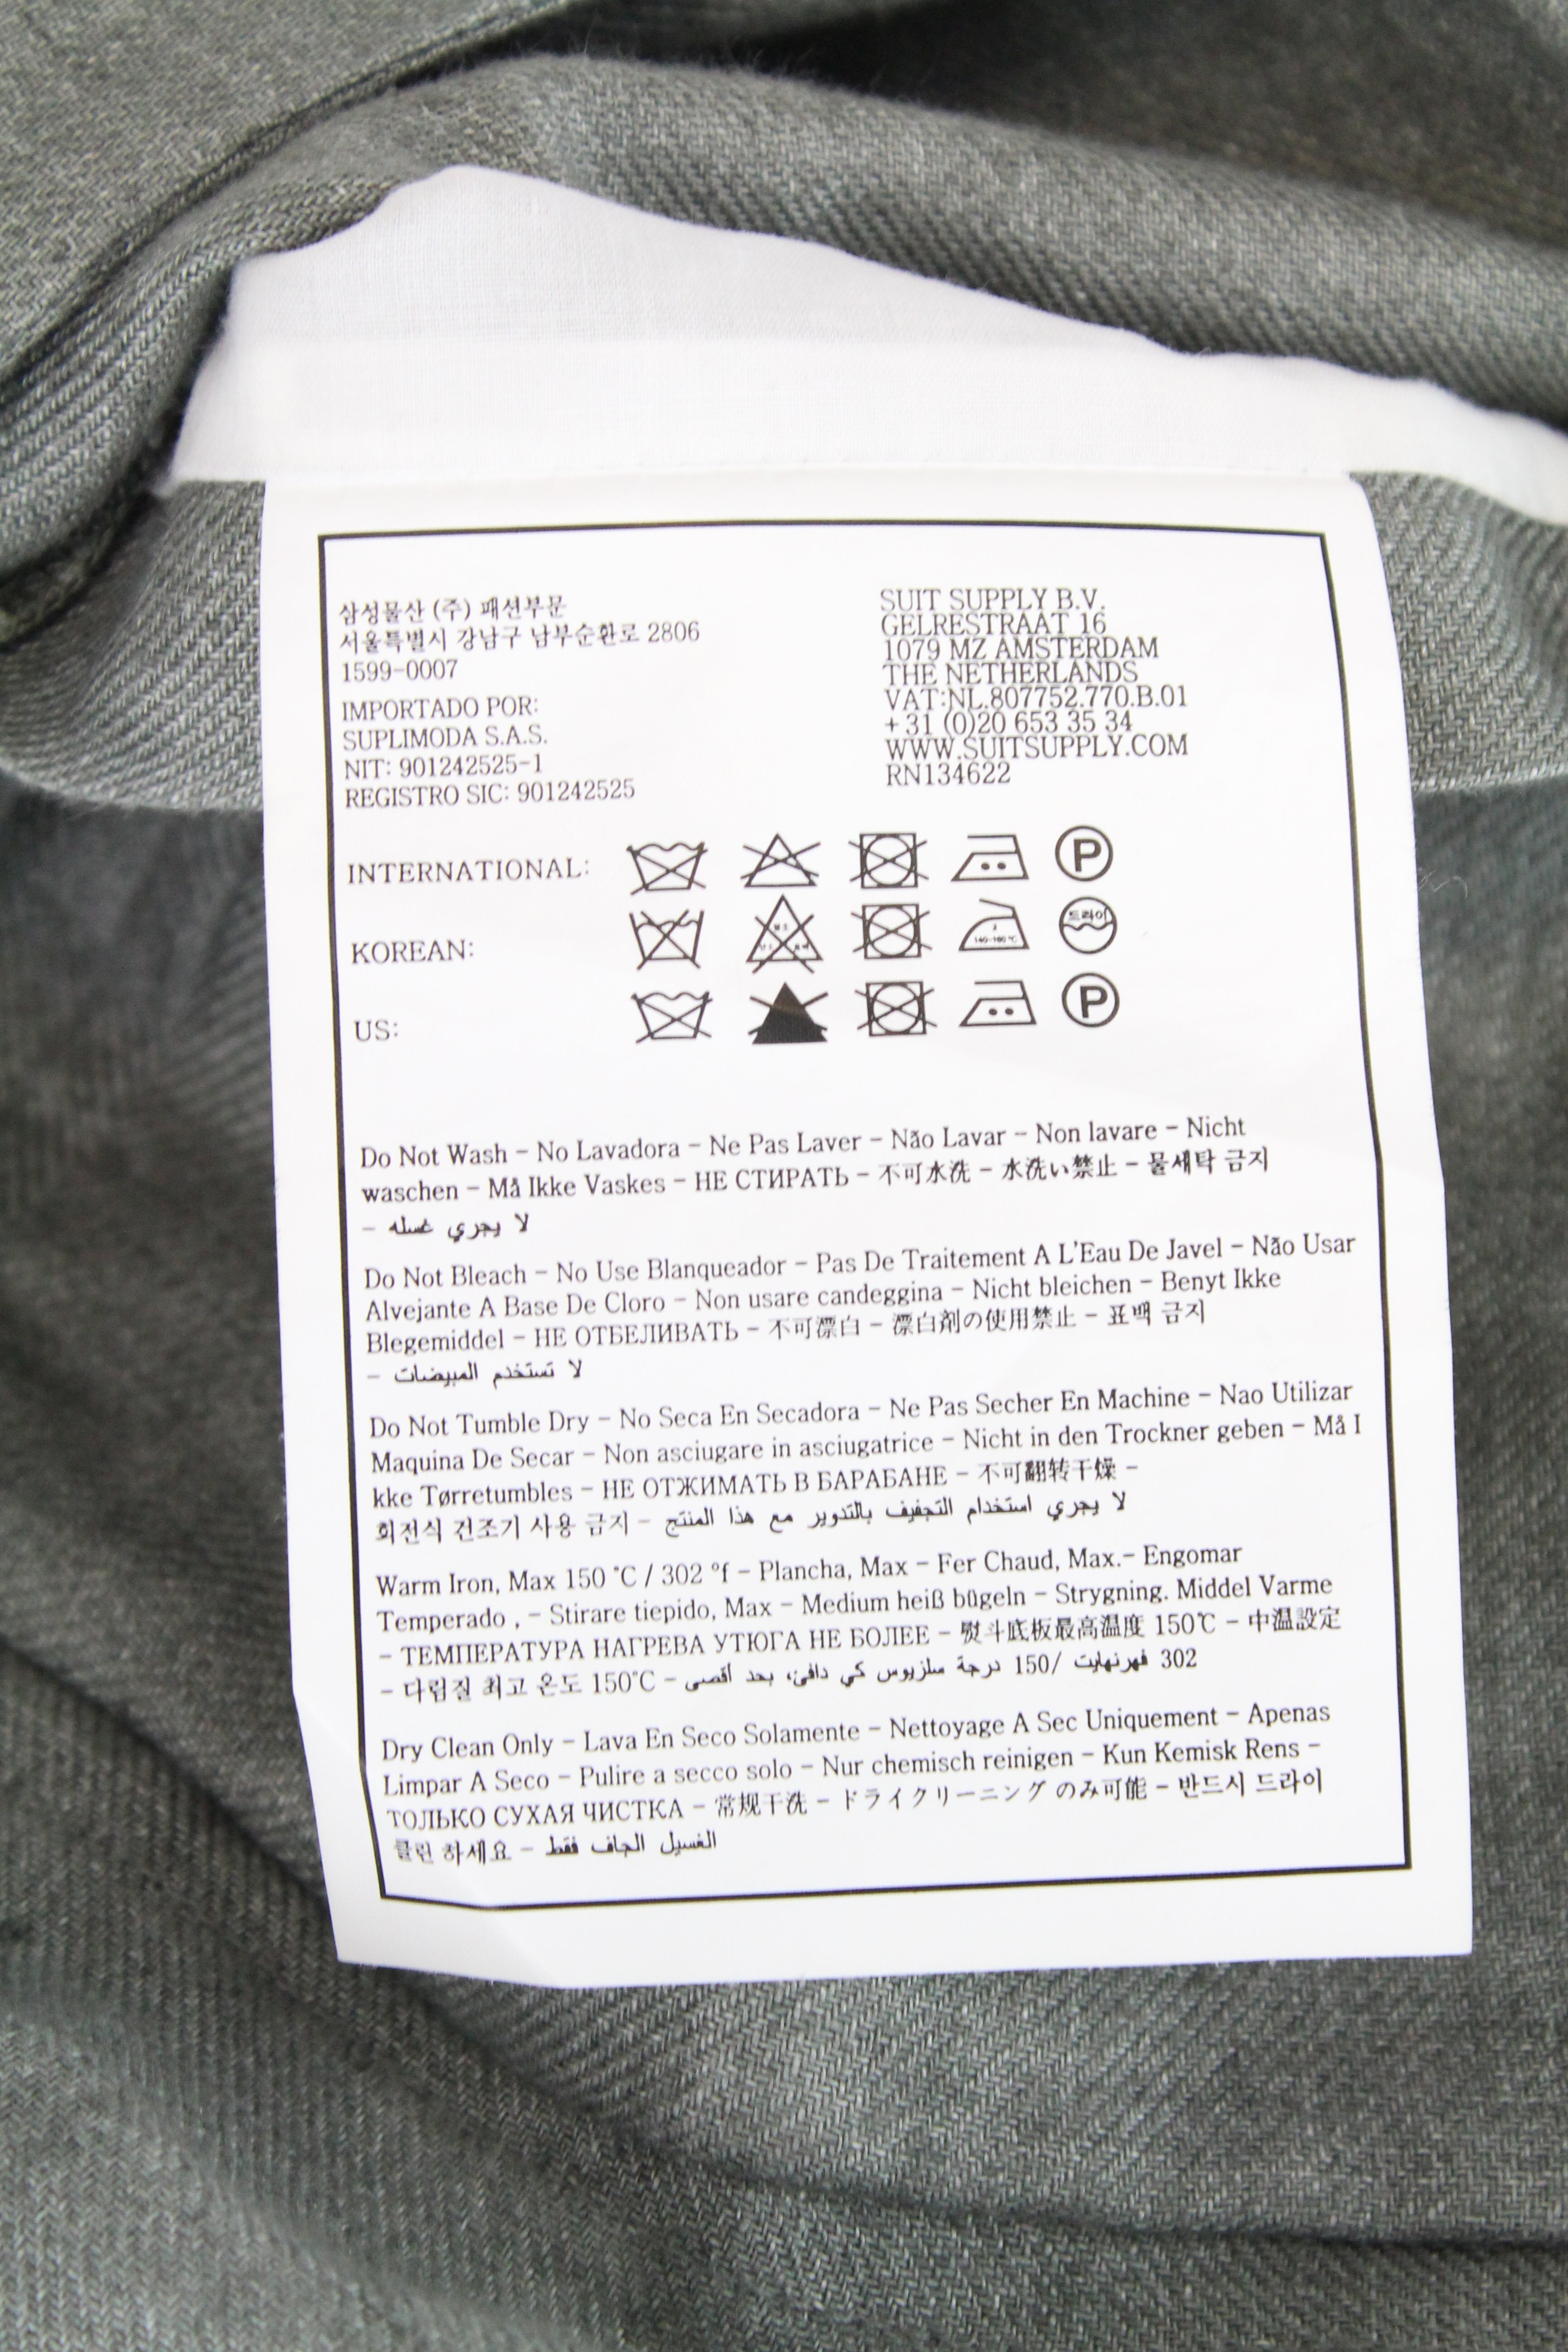 삼성물산 (주) 패션부문
서울특별시 강남구 남부순환로 2806
1599-0007
IMPORTADO POR:
SUPLIMODA S.A.S.
NIT: 901242525-1
REGISTRO SIC: 901242525
SUIT SUPPLY B.V.
GELRESTRAAT 16
1079 MZ AMSTERDAM
THE NETHERLANDS
VAT:NL.807752.770.B.01
+31 (0)20 653 35 34
WWW.SUITSUPPLY.COM
RN134622
INTERNATIONAL: P
KOREAN: 140-160 ℃ 드라이
US: P
Do Not Wash - No Lavadora - Ne Pas Laver - Não Lavar - Non lavare - Nicht
waschen - Må Ikke Vaskes - НЕ СТИРАТЬ - 不可水洗 - 水洗い禁止 - 물세탁 금지
- لا يجري غسله
Do Not Bleach - No Use Blanqueador - Pas De Traitement A L'Eau De Javel - Não Usar
Alvejante A Base De Cloro - Non usare candeggina - Nicht bleichen - Benyt Ikke
Blegemiddel - НЕ ОТБЕЛИВАТЬ - 不可漂白 - 漂白剤の使用禁止 - 표백 금지
- لا تستخدم المبيضات
Do Not Tumble Dry - No Seca En Secadora - Ne Pas Secher En Machine - Nao Utilizar
Maquina De Secar - Non asciugare in asciugatrice - Nicht in den Trockner geben - Må I
kke Tørretumbles - НЕ ОТЖИМАТЬ В БАРАБАНЕ - 不可翻转干燥 -
회전식 건조기 사용 금지 - لا يجري استخدام التجفيف بالتدوير مع هذا المنتج
Warm Iron, Max 150 °C / 302 ºf - Plancha, Max - Fer Chaud, Max.- Engomar
Temperado , - Stirare tiepido, Max - Medium heiß bügeln - Strygning. Middel Varme
- ТЕМПЕРАТУРА НАГРЕВА УТЮГА НЕ БОЛЕЕ - 熨斗底板最高温度 150℃ - 中温設定
- 다림질 최고 온도 150℃ - كي دافئ، بحد أقصى 150 درجة سلزيوس/ 302 فهرنهايت
Dry Clean Only - Lava En Seco Solamente - Nettoyage A Sec Uniquement - Apenas
Limpar A Seco - Pulire a secco solo - Nur chemisch reinigen - Kun Kemisk Rens -
ТОЛЬКО СУХАЯ ЧИСТКА - 常规干洗 - ドライクリーニング のみ可能 - 반드시 드라이
클린 하세요 - الغسيل الجاف فقط